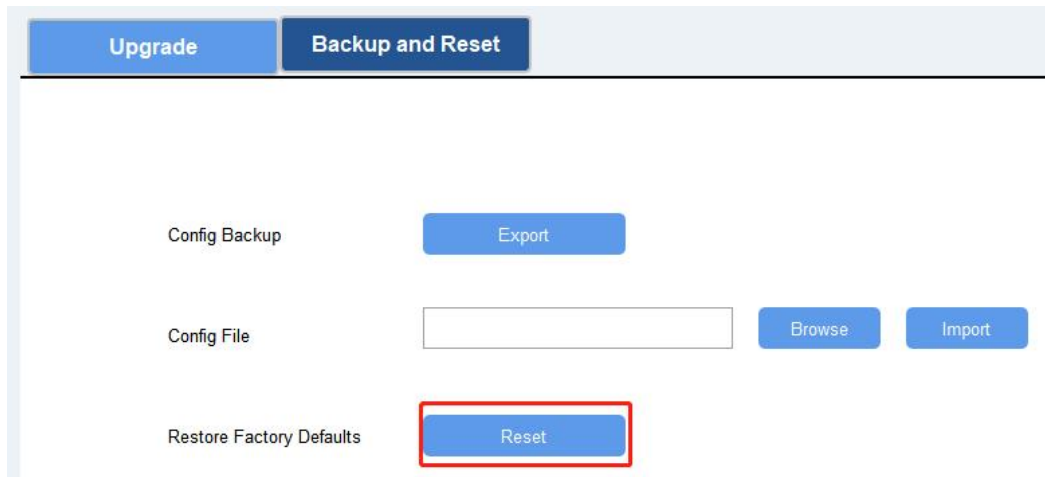 Upgrade Backup and Reset
Config Backup Export
Config File Browse Import
Restore Factory Defaults Reset